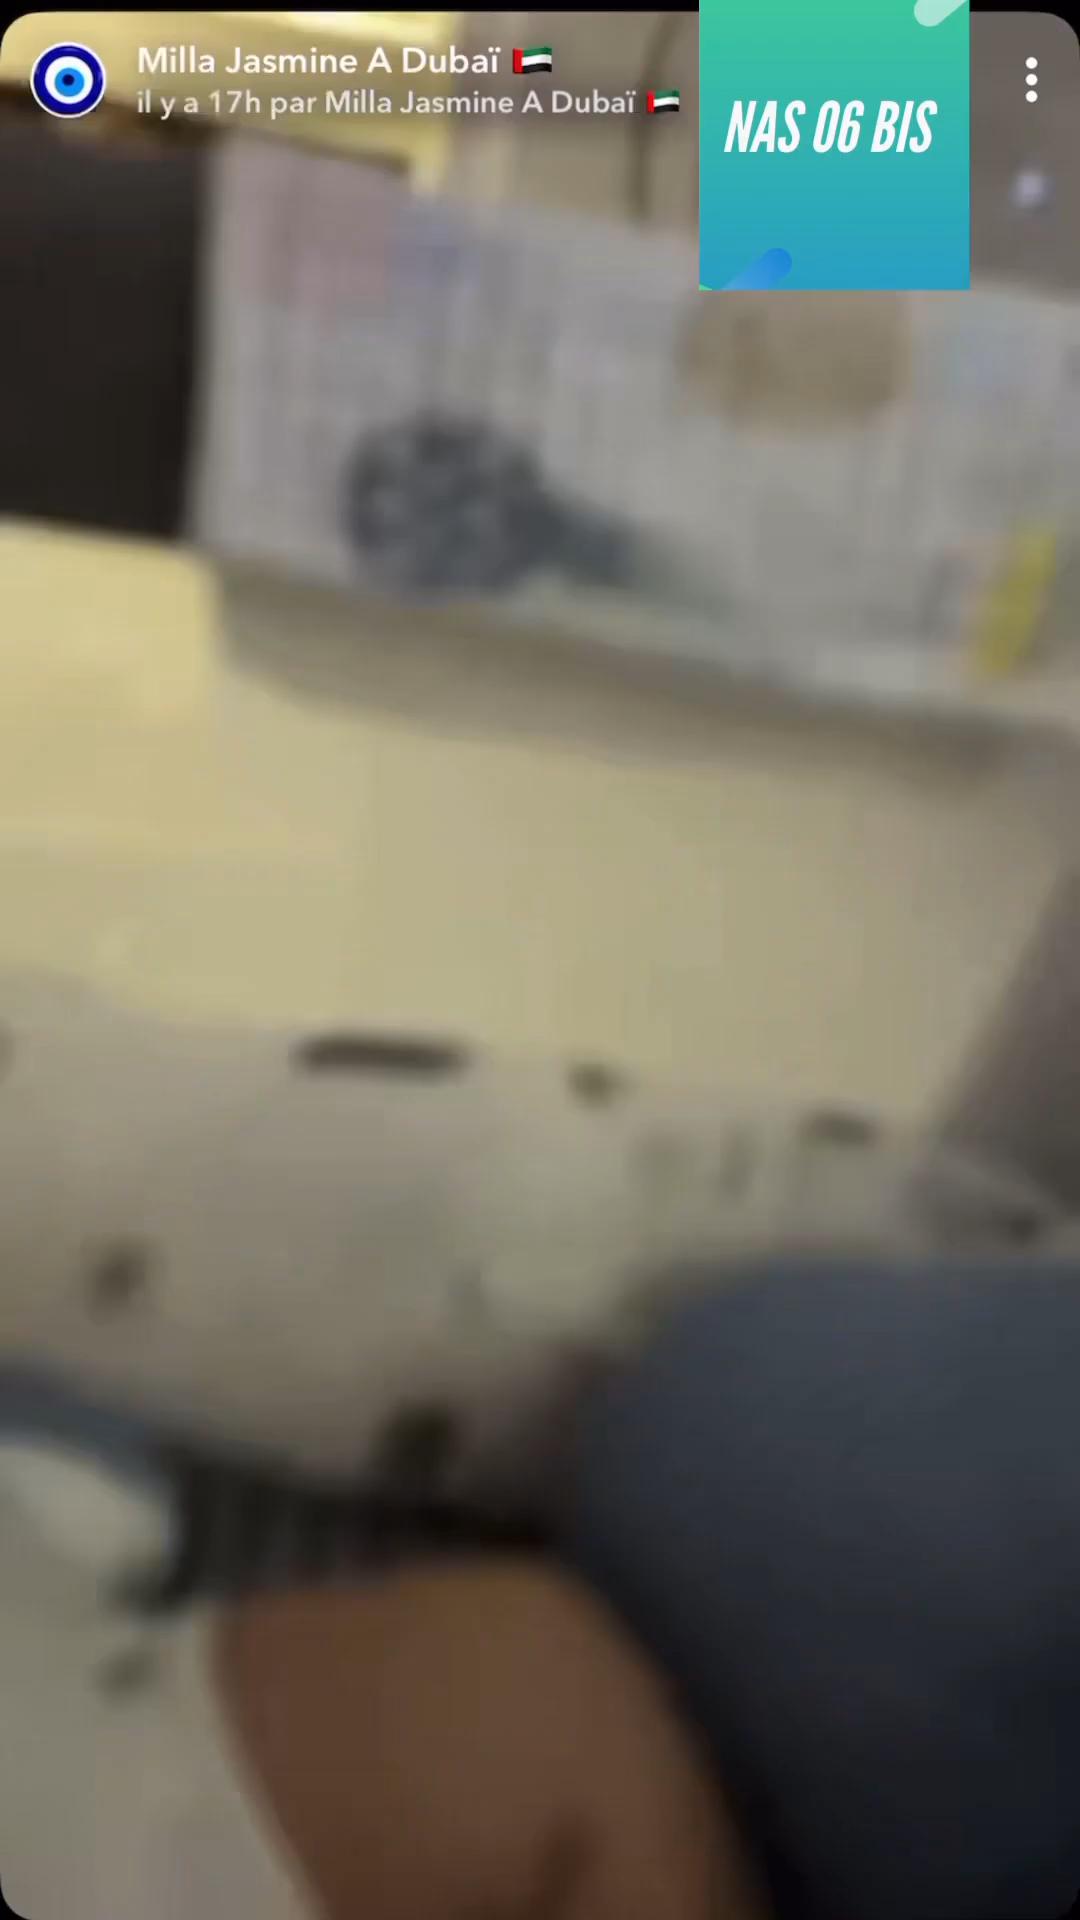 Milla Jasmine A Dubaï 🇦🇪
il y a 17h par Milla Jasmine A Dubaï 🇦🇪
NAS 06 BIS